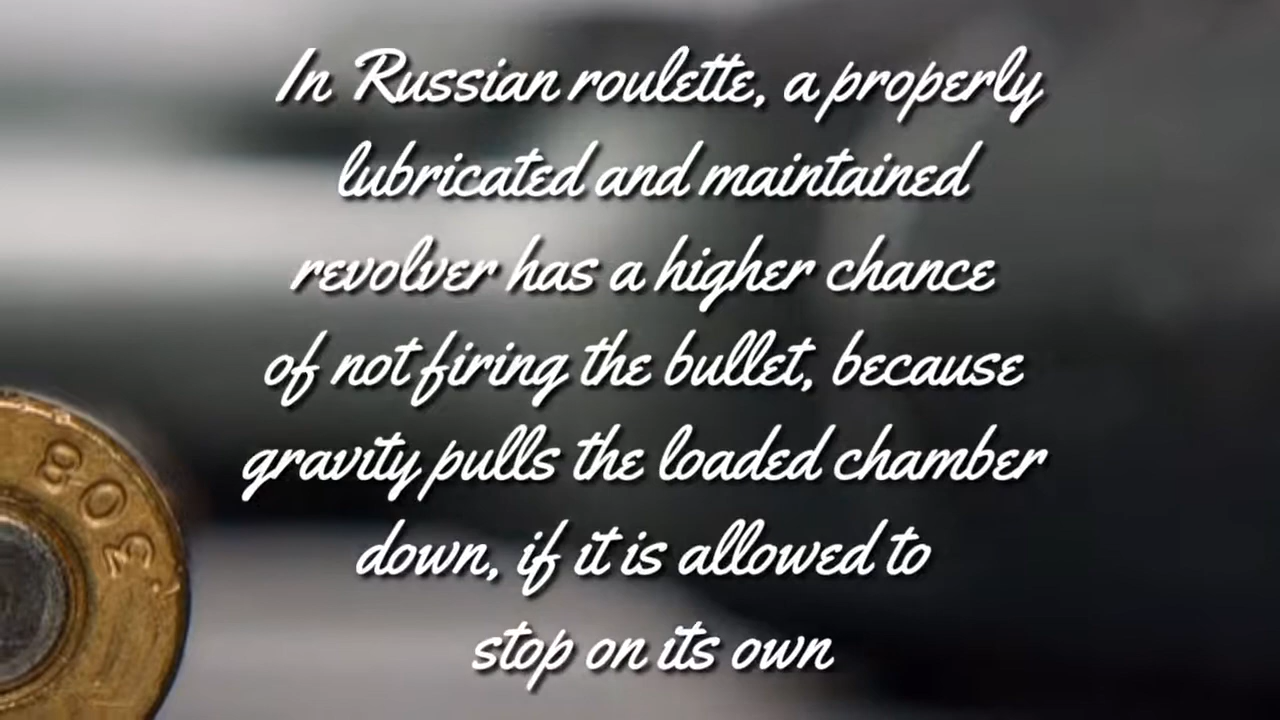 In Russian roulette, a properly
lubricated and maintained
revolver has a higher chance
of not firing the bullet, because
gravity pulls the loaded chamber
down, if it is allowed to
stop on its own
308